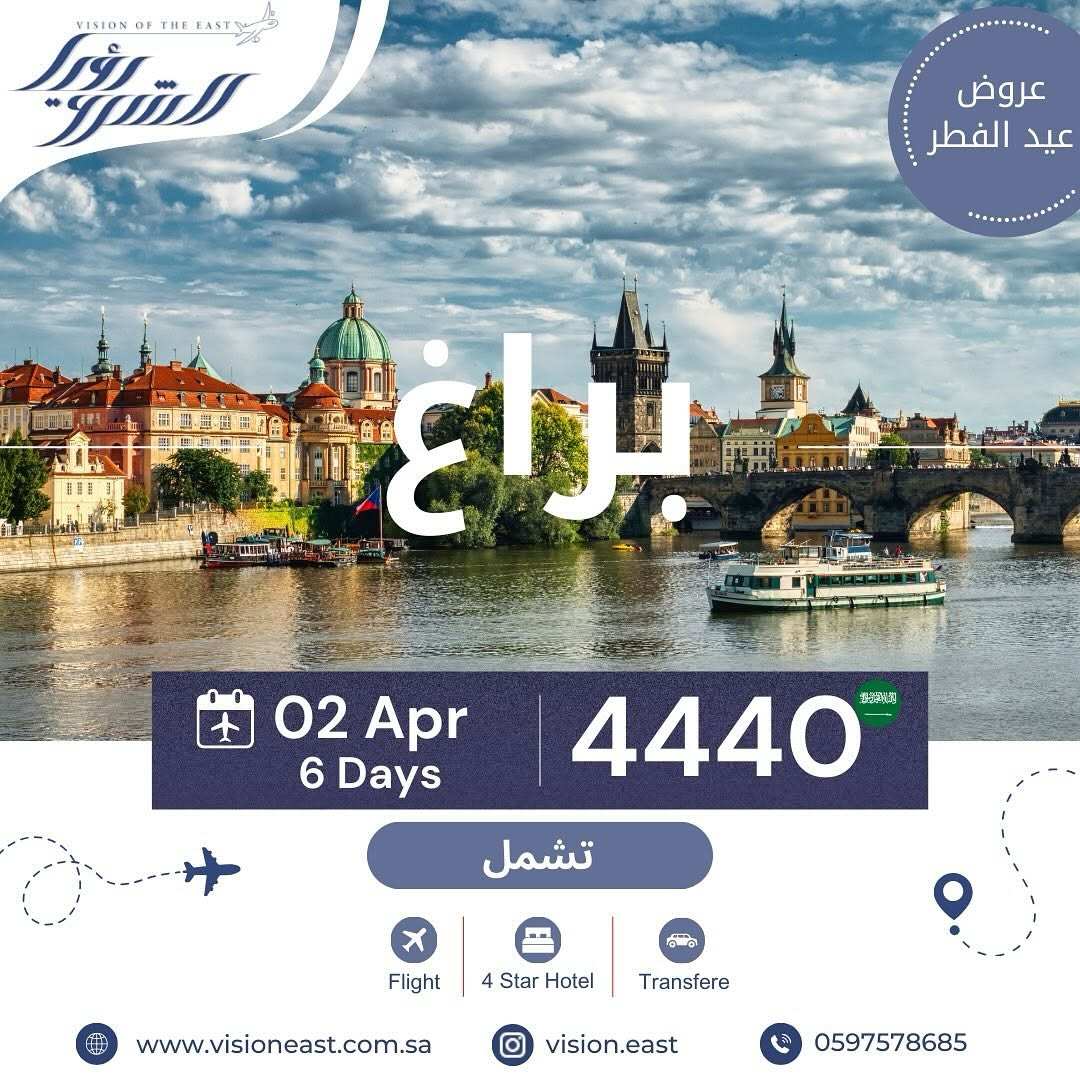 VISION OF THE EAST
رؤية الشرق
عروض
عيد الفطر
براغ
02 Apr
6 Days
4440
تشمل
Flight
4 Star Hotel
Transfere
www.visioneast.com.sa
vision.east
0597578685